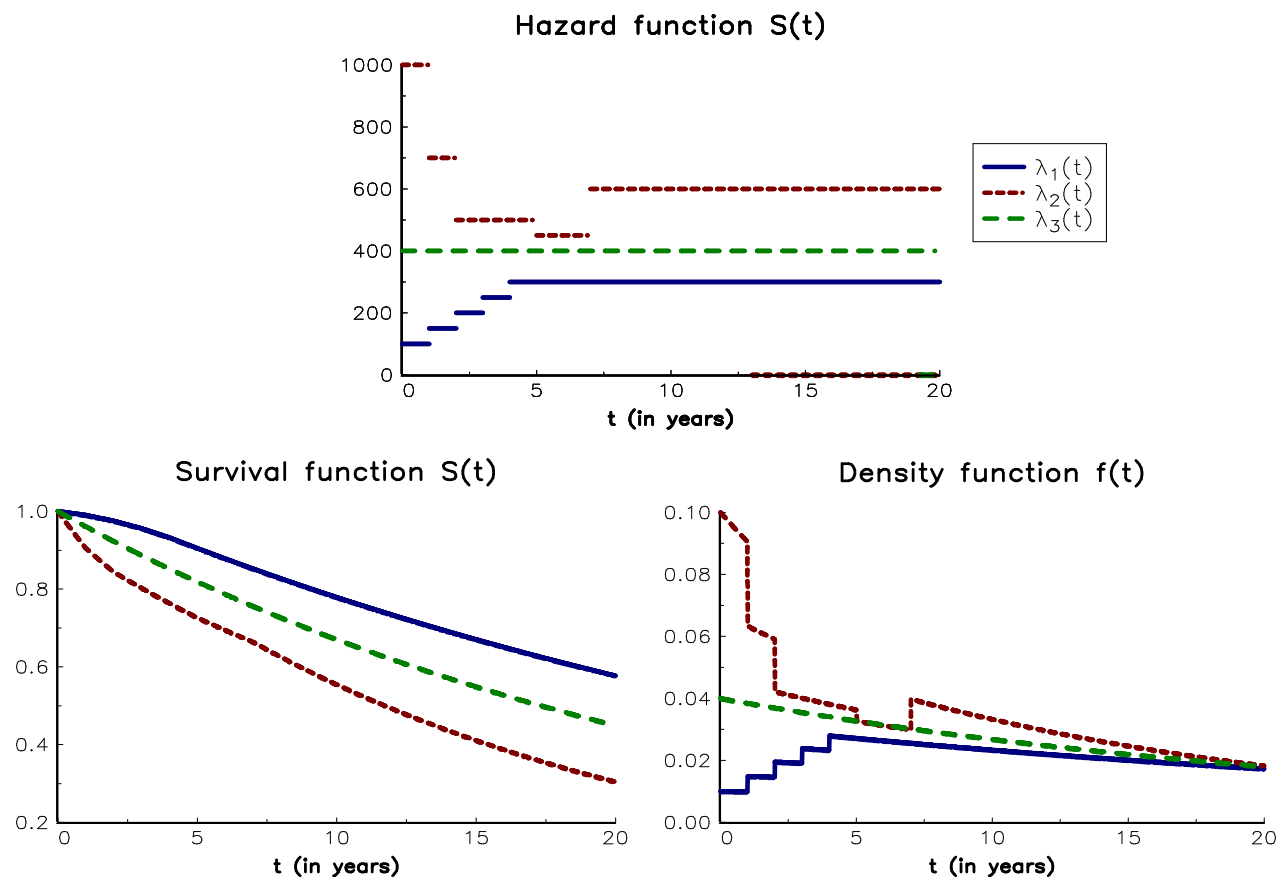 Hazard function S(t)
1000
800
600
400
200
0
0 5 10 15 20
t (in years)
λ1(t)
λ2(t)
λ3(t)
Survival function S(t)
1.0
0.8
0.6
0.4
0.2
0 5 10 15 20
t (in years)
Density function f(t)
0.10
0.08
0.06
0.04
0.02
0.00
0 5 10 15 20
t (in years)